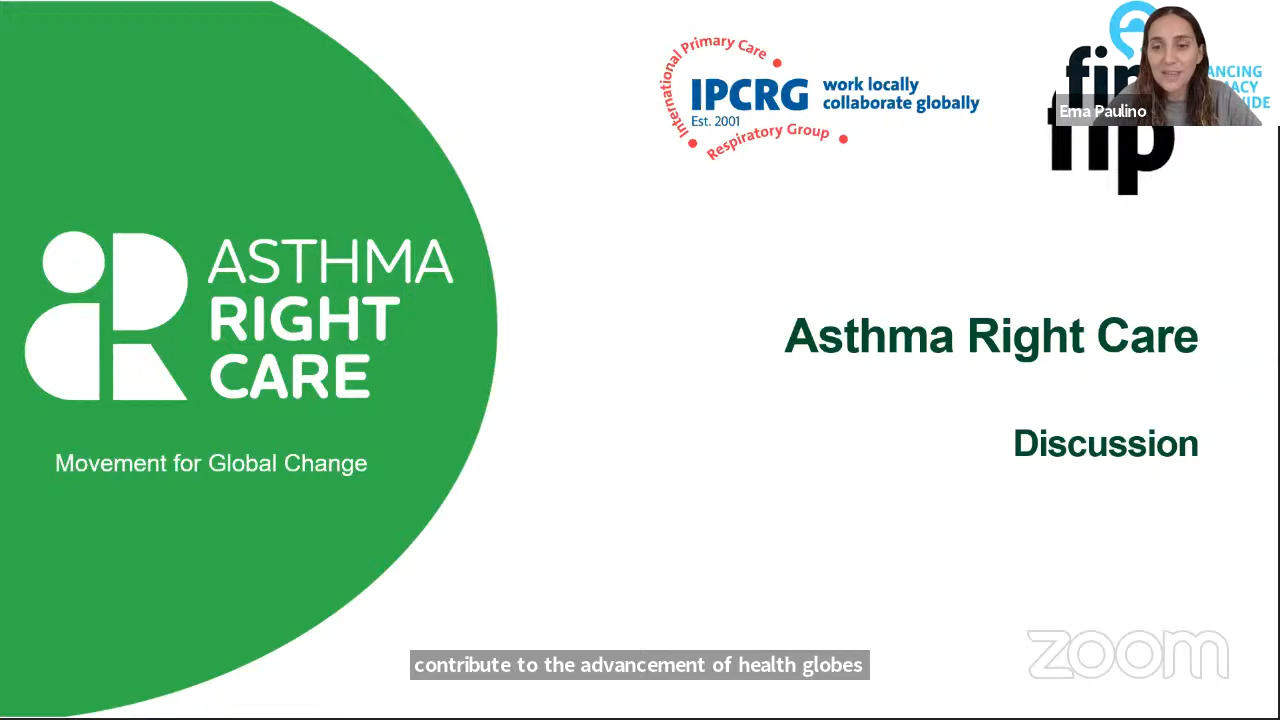 International Primary Care
IPCRG
Est. 2001
Respiratory Group
work locally
collaborate globally
fip
Ema Paulino
ASTHMA
RIGHT
CARE
Movement for Global Change
Asthma Right Care
Discussion
contribute to the advancement of health globes
zoom